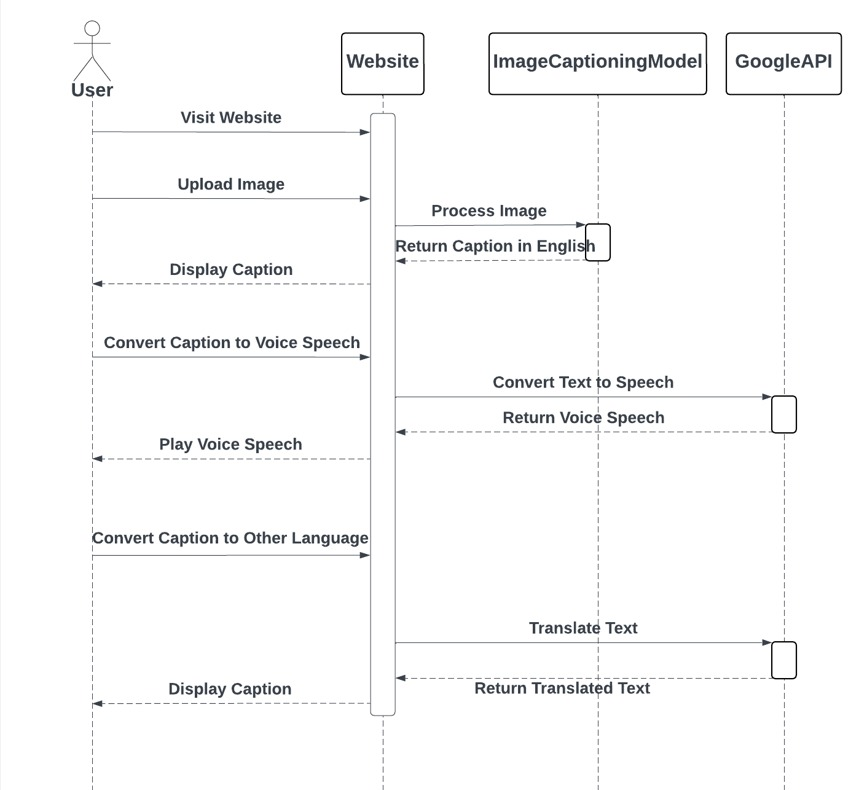 User
Website
ImageCaptioningModel
GoogleAPI
Visit Website
Upload Image
Process Image
Return Caption in English
Display Caption
Convert Caption to Voice Speech
Convert Text to Speech
Return Voice Speech
Play Voice Speech
Convert Caption to Other Language
Translate Text
Return Translated Text
Display Caption